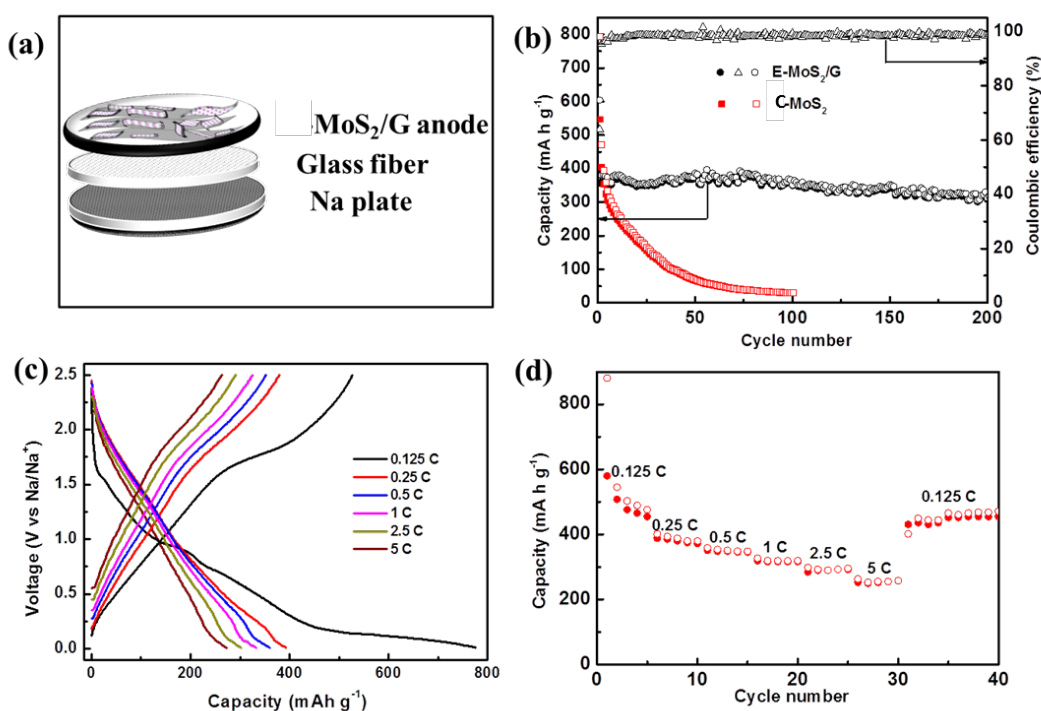 (a)
-MoS₂/G anode
Glass fiber
Na plate
(b)
Capacity (mA h g⁻¹)
800
700
600
500
400
300
200
100
0
E-MoS₂/G
C-MoS₂
100
80
60
40
20
0
Coulombic efficiency (%)
0 50 100 150 200
Cycle number
(c)
Voltage (V vs Na/Na⁺)
2.5
2.0
1.5
1.0
0.5
0.0
0.125 C
0.25 C
0.5 C
1 C
2.5 C
5 C
0 200 400 600 800
Capacity (mAh g⁻¹)
(d)
Capacity (mA h g⁻¹)
800
600
400
200
0
0.125 C
0.25 C
0.5 C
1 C
2.5 C
5 C
0.125 C
0 10 20 30 40
Cycle number